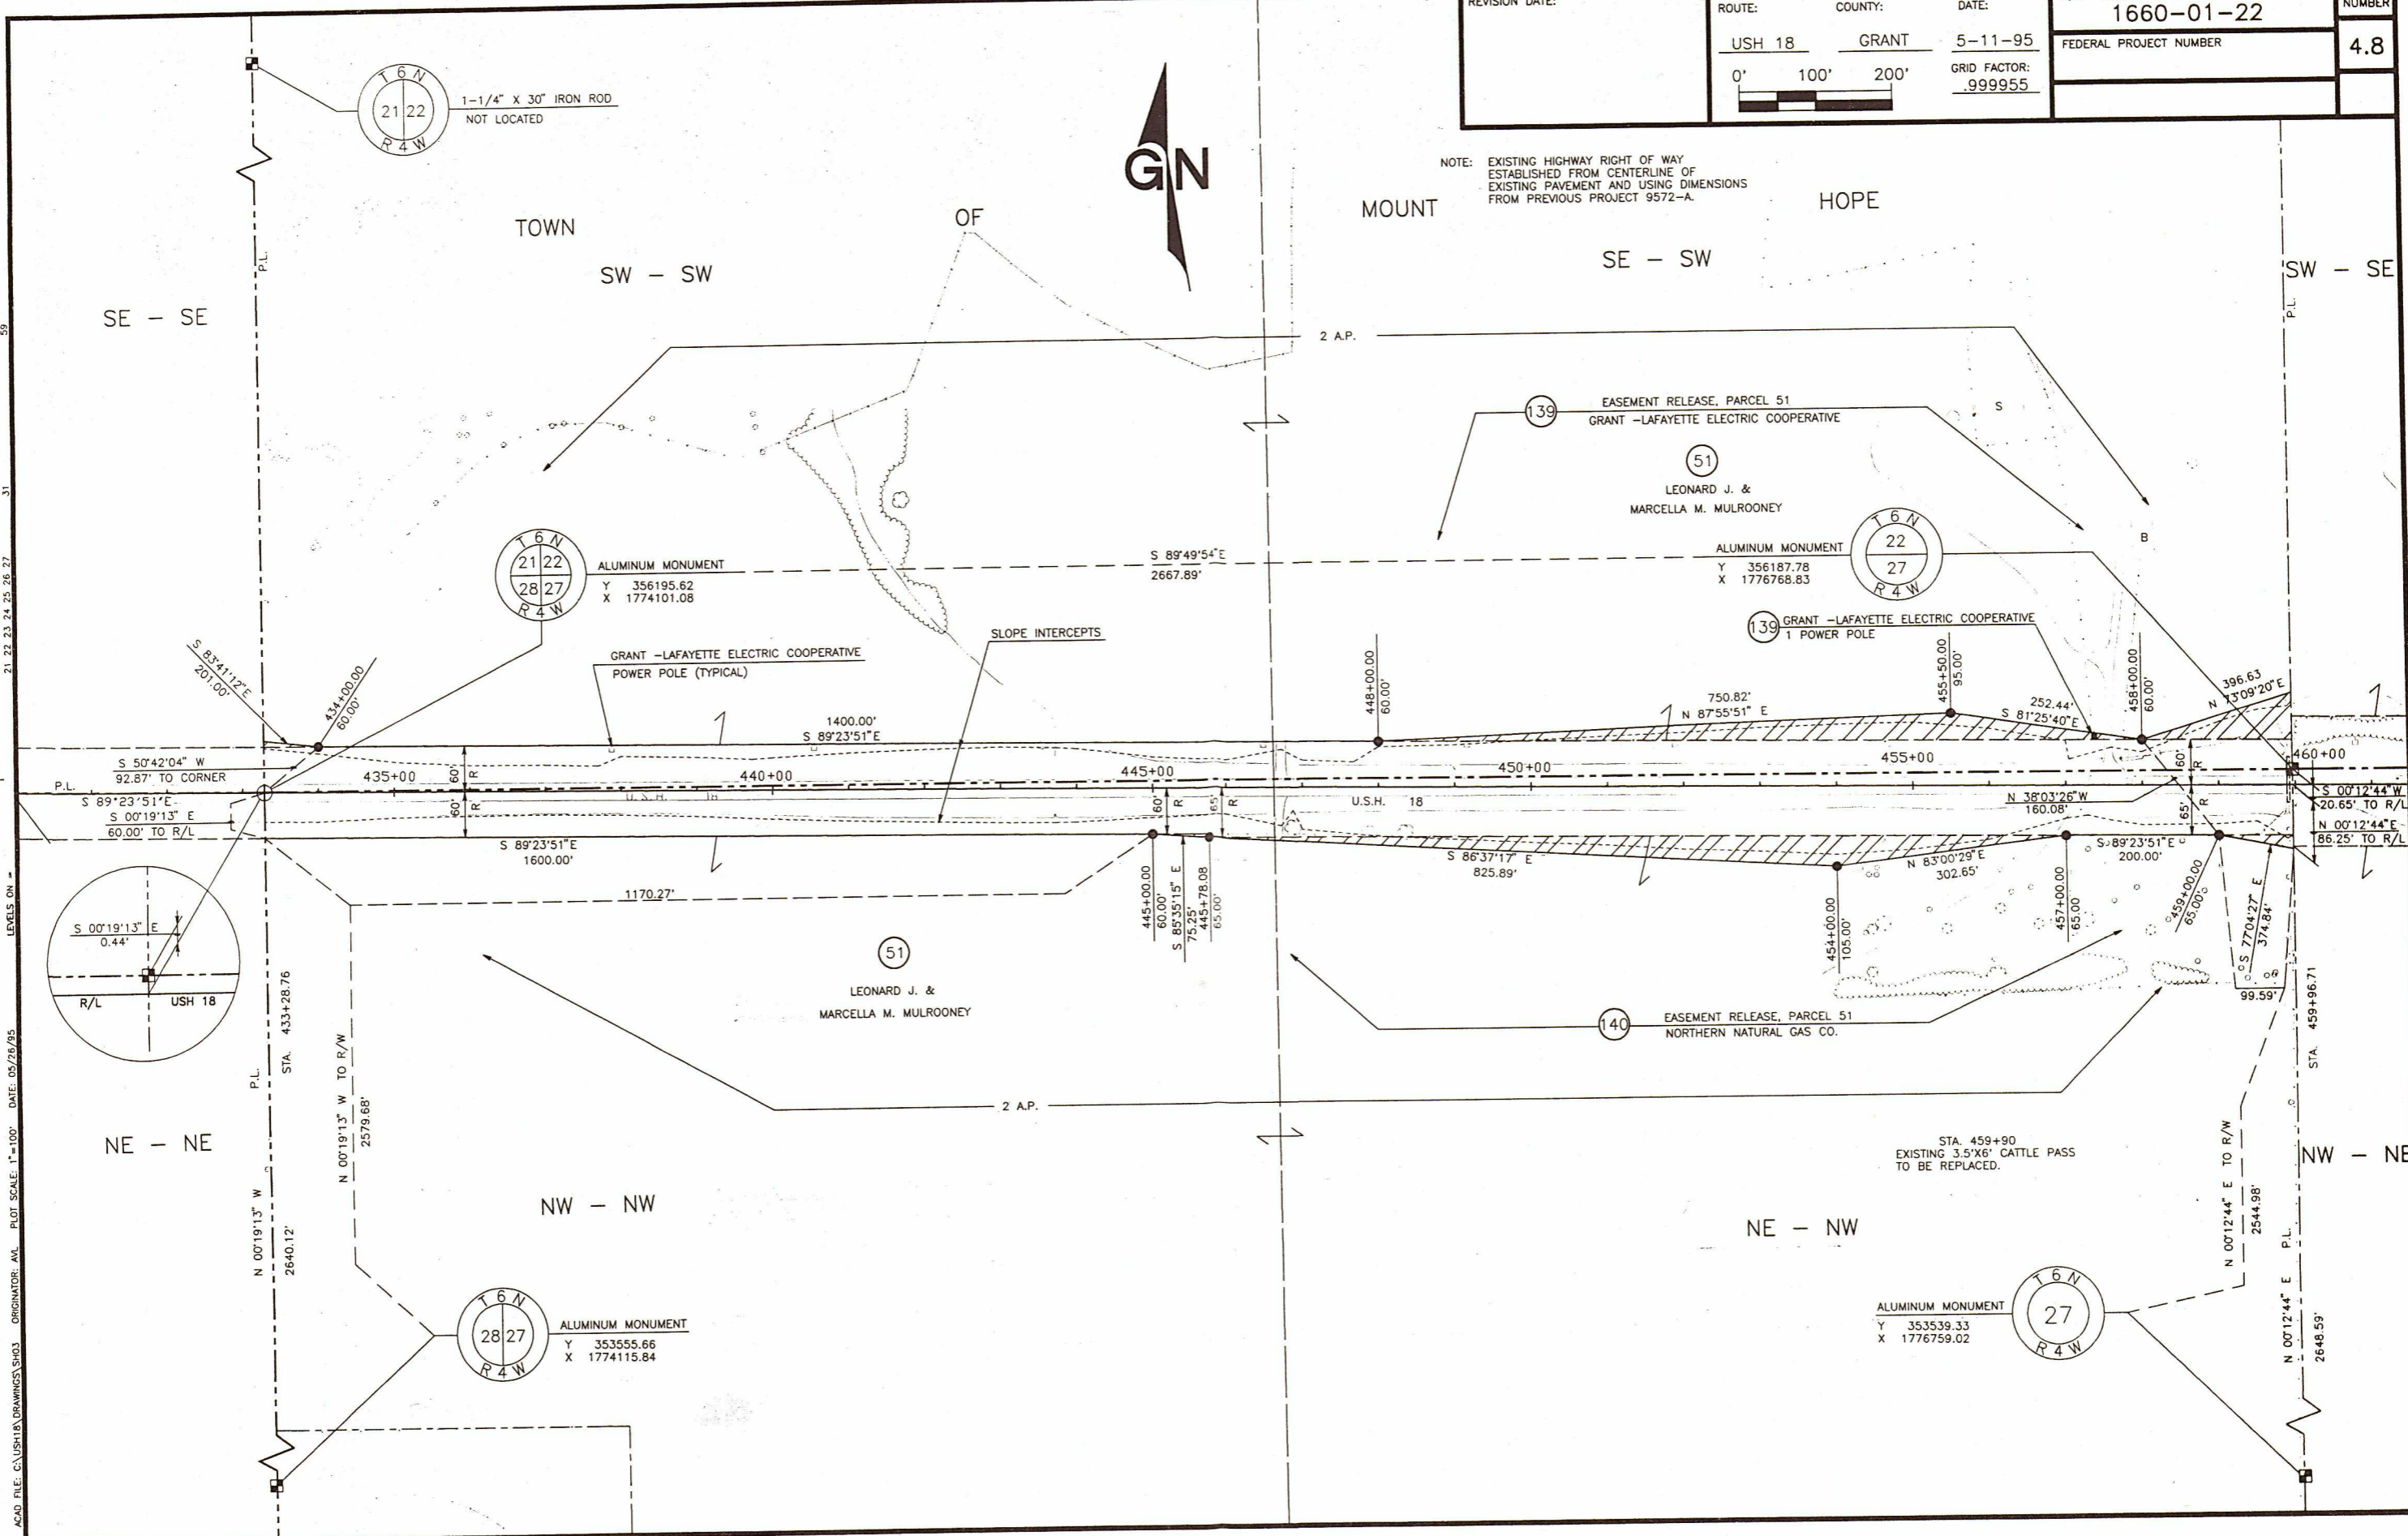 REVISION DATE:
ROUTE:
COUNTY:
DATE:
USH 18
GRANT
5-11-95
0' 100' 200'
GRID FACTOR:
.999955
1660-01-22
FEDERAL PROJECT NUMBER
NUMBER
4.8
T 6 N
21 22
R 4 W
1-1/4" X 30" IRON ROD
NOT LOCATED
GN
NOTE: EXISTING HIGHWAY RIGHT OF WAY
ESTABLISHED FROM CENTERLINE OF
EXISTING PAVEMENT AND USING DIMENSIONS
FROM PREVIOUS PROJECT 9572-A.
TOWN
OF
MOUNT
HOPE
P.L.
SE - SE
SW - SW
SE - SW
SW - SE
P.L.
2 A.P.
139
EASEMENT RELEASE, PARCEL 51
GRANT -LAFAYETTE ELECTRIC COOPERATIVE
S
51
LEONARD J. &
MARCELLA M. MULROONEY
B
T 6 N
21 22
28 27
R 4 W
ALUMINUM MONUMENT
Y 356195.62
X 1774101.08
S 89°49'54"E
2667.89'
ALUMINUM MONUMENT
Y 356187.78
X 1776768.83
T 6 N
22
27
R 4 W
139
GRANT -LAFAYETTE ELECTRIC COOPERATIVE
1 POWER POLE
SLOPE INTERCEPTS
GRANT -LAFAYETTE ELECTRIC COOPERATIVE
POWER POLE (TYPICAL)
S 83°41'12"E
201.00'
434+00.00
60.00'
1400.00'
S 89°23'51"E
448+00.00
60.00'
750.82'
N 87°55'51" E
455+50.00
95.00'
252.44'
S 81°25'40"E
458+00.00
60.00'
396.63
N 73°09'20"E
S 50°42'04" W
92.87' TO CORNER
P.L.
435+00
440+00
445+00
450+00
455+00
460+00
60'
R
60'
R
60'
R
65'
R
60'
R
65'
R
U.S.H. 18
U.S.H. 18
S 89°23'51"E
S 00°19'13" E
60.00' TO R/L
N 38°03'26"W
160.08'
S 00°12'44"W
20.65' TO R/L
N 00°12'44"E
86.25' TO R/L
S 89°23'51"E
1600.00'
1170.27'
445+00.00
60.00'
S 85°35'15" E
75.25'
445+78.08
65.00'
S 86°37'17" E
825.89'
N 83°00'29"E
302.65'
S 89°23'51"E
200.00'
454+00.00
105.00'
457+00.00
65.00
459+00.00
65.00'
S 77°04'27" E
374.84'
99.59'
S 00°19'13" E
0.44'
R/L
USH 18
51
LEONARD J. &
MARCELLA M. MULROONEY
140
EASEMENT RELEASE, PARCEL 51
NORTHERN NATURAL GAS CO.
2 A.P.
STA. 433+28.76
P.L.
N 00°19'13" W TO R/W
2579.68'
N 00°19'13" W
2640.12'
STA. 459+96.71
NE - NE
NW - NW
NE - NW
NW - NE
STA. 459+90
EXISTING 3.5'X6' CATTLE PASS
TO BE REPLACED.
N 00°12'44" E TO R/W
2544.98'
N 00°12'44" E P.L.
2648.59'
T 6 N
28 27
R 4 W
ALUMINUM MONUMENT
Y 353555.66
X 1774115.84
ALUMINUM MONUMENT
Y 353539.33
X 1776759.02
T 6 N
27
R 4 W
59
31
21 22 23 24 25 26 27
LEVELS ON -
ACAD FILE: C:\USH18\DRAWINGS\SH03 ORIGINATOR: AVL PLOT SCALE: 1"=100' DATE: 05/26/95